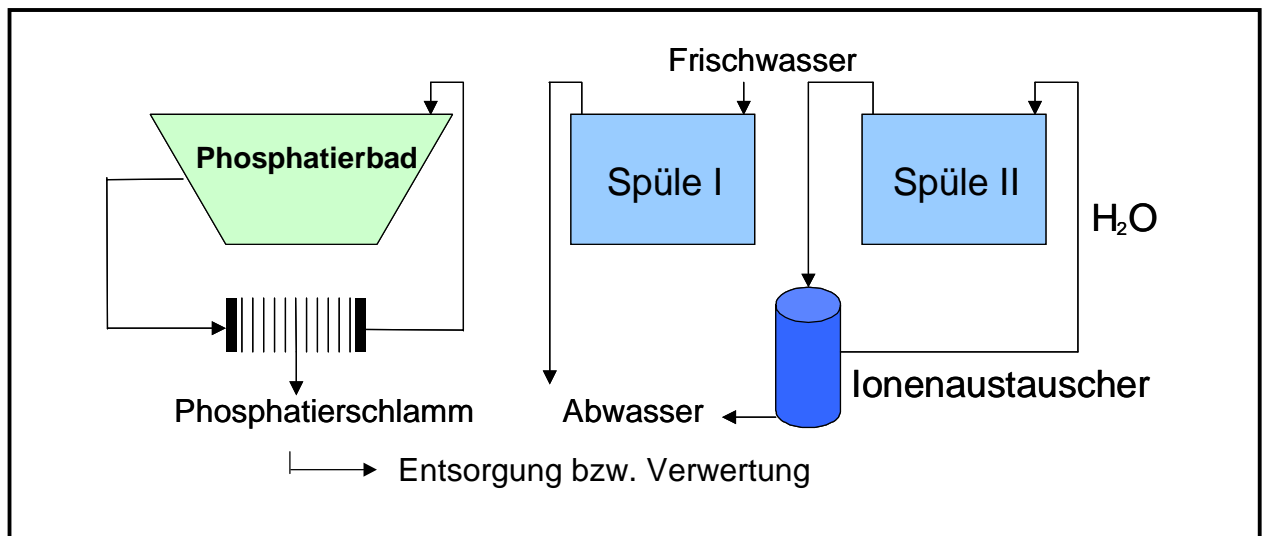 Frischwasser
Phosphatierbad
Spüle I
Spüle II
H₂O
Ionenaustauscher
Phosphatierschlamm
Abwasser
Entsorgung bzw. Verwertung